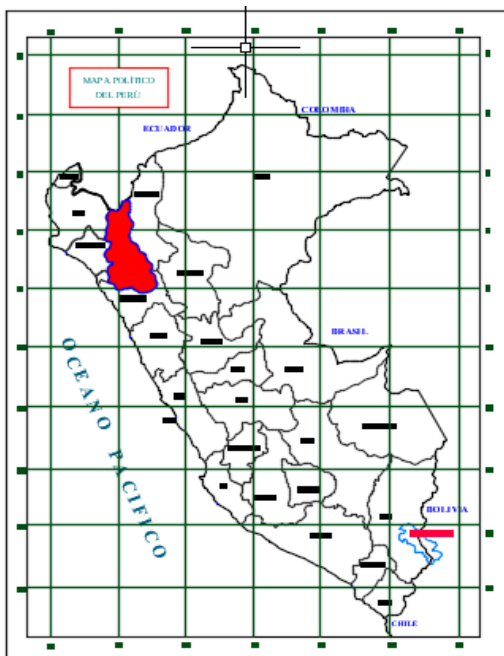 MAPA POLÍTICO
DEL PERÚ
COLOMBIA
ECUADOR
BRASIL
OCEANO PACIFICO
BOLIVIA
CHILE